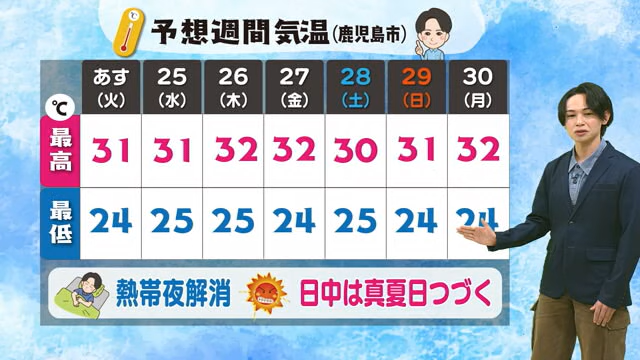 ℃
予想週間気温(鹿児島市)
あす 25 26 27 28 29 30
(火) (水) (木) (金) (土) (日) (月)
℃
最高 31 31 32 32 30 31 32
最低 24 25 25 24 25 24 24
熱帯夜解消 日中は真夏日つづく